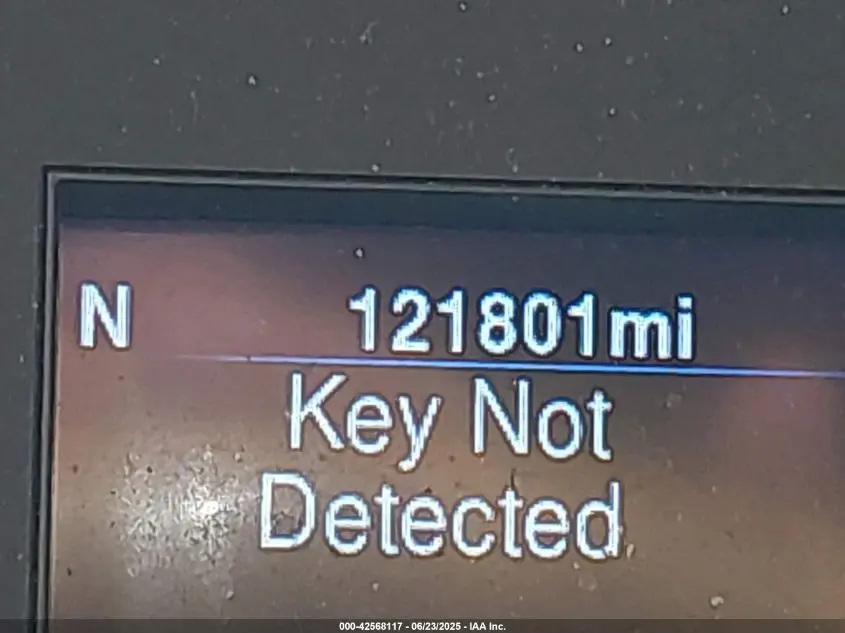 N 121801mi
Key Not
Detected
000-42568117 - 06/23/2025 - IAA Inc.